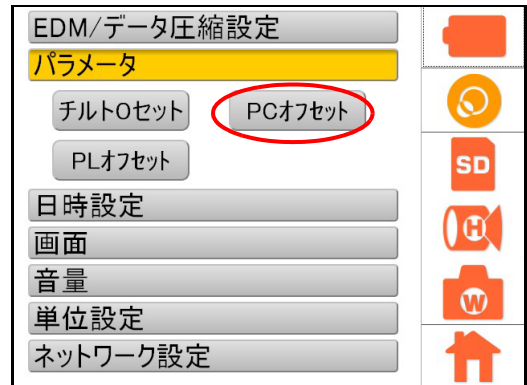 EDM/データ圧縮設定
パラメータ
チルト0セット PCオフセット
PLオフセット
日時設定
画面
音量
単位設定
ネットワーク設定
SD
H
W